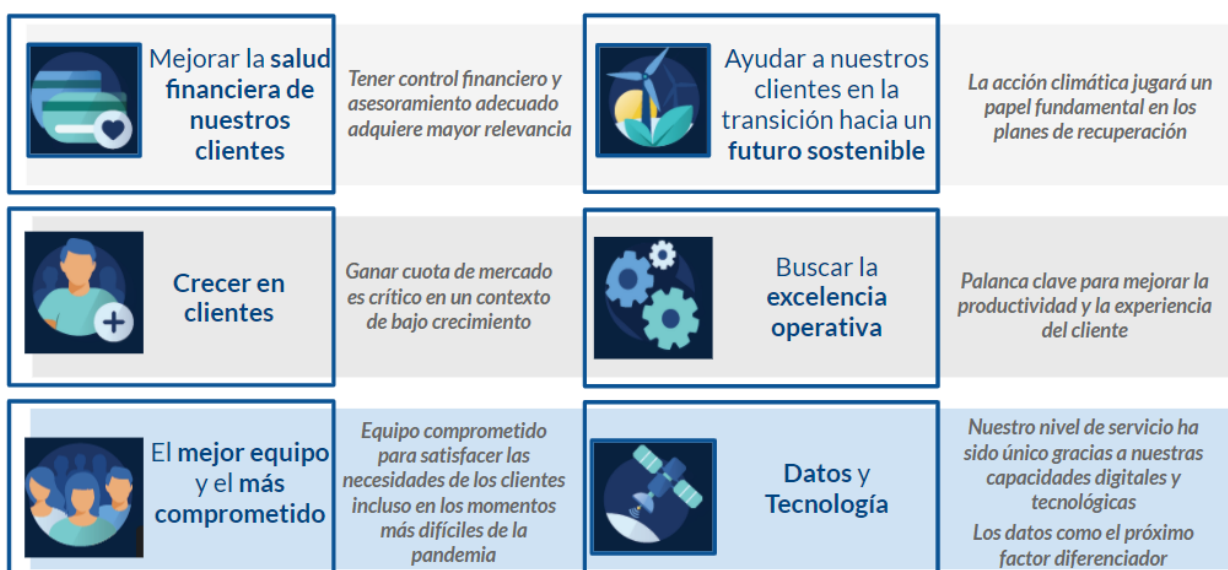 Mejorar la salud
financiera de
nuestros
clientes
Tener control financiero y
asesoramiento adecuado
adquiere mayor relevancia
Ayudar a nuestros
clientes en la
transición hacia un
futuro sostenible
La acción climática jugará un
papel fundamental en los
planes de recuperación
Crecer en
clientes
Ganar cuota de mercado
es crítico en un contexto
de bajo crecimiento
Buscar la
excelencia
operativa
Palanca clave para mejorar la
productividad y la experiencia
del cliente
El mejor equipo
y el más
comprometido
Equipo comprometido
para satisfacer las
necesidades de los clientes
incluso en los momentos
más difíciles de la
pandemia
Datos y
Tecnología
Nuestro nivel de servicio ha
sido único gracias a nuestras
capacidades digitales y
tecnológicas
Los datos como el próximo
factor diferenciador